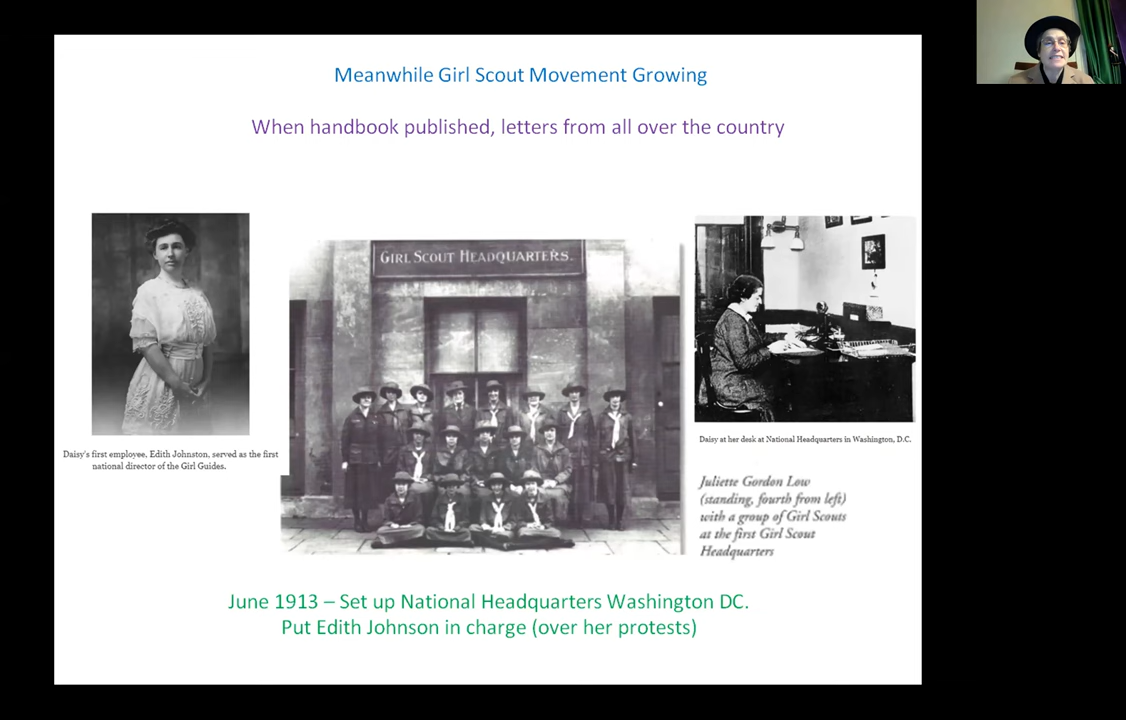 Meanwhile Girl Scout Movement Growing
When handbook published, letters from all over the country
GIRL SCOUT HEADQUARTERS.
Daisy's first employee, Edith Johnston, served as the first
national director of the Girl Guides.
Daisy at her desk at National Headquarters in Washington, D.C.
Juliette Gordon Low
(standing, fourth from left)
with a group of Girl Scouts
at the first Girl Scout
Headquarters
June 1913 – Set up National Headquarters Washington DC.
Put Edith Johnson in charge (over her protests)